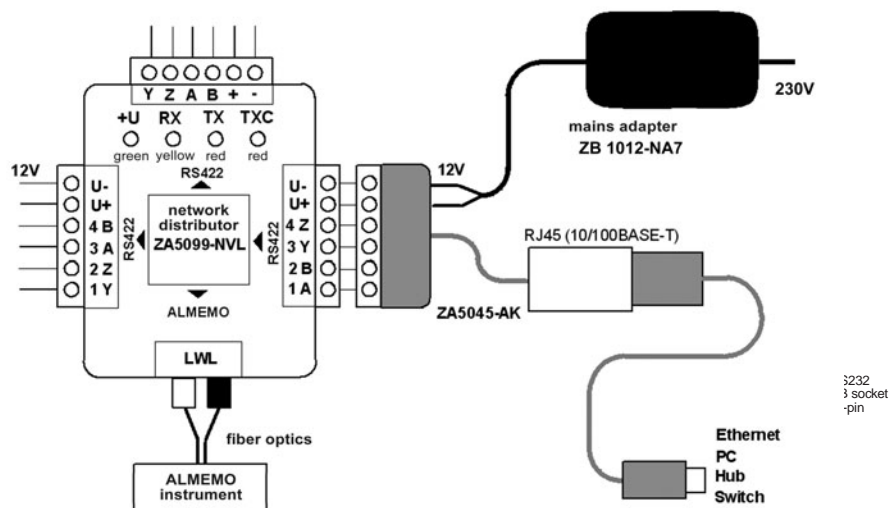 Y Z A B + -
+U RX TX TXC
green yellow red red
RS422
12V
U-
U+
4 B
3 A
2 Z
1 Y
RS422
network
distributor
ZA5099-NVL
RS422
ALMEMO
U-
U+
4 Z
3 Y
2 B
1 A
LWL
fiber optics
ALMEMO
instrument
12V
mains adapter
ZB 1012-NA7
230V
RJ45 (10/100BASE-T)
ZA5045-AK
Ethernet
PC
Hub
Switch
socket
-pin